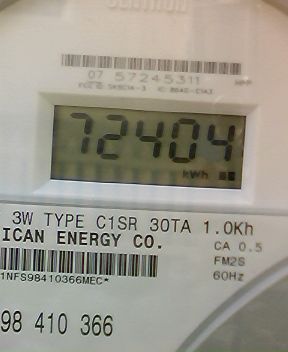 CENTRON
07 57245311
72404
kWh
3W TYPE C1SR 30TA 1.0Kh
ICAN ENERGY CO.
CA 0.5
FM2S
60Hz
1NFS98410366MEC*
98 410 366